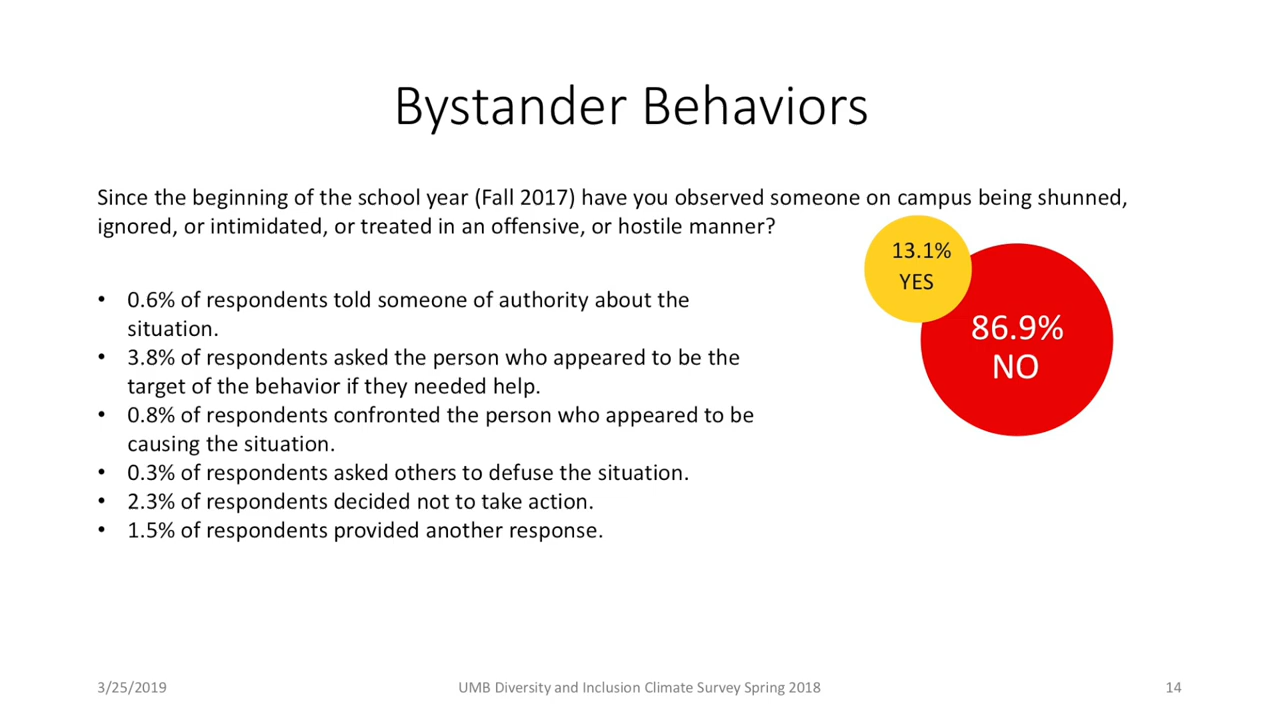 Bystander Behaviors
Since the beginning of the school year (Fall 2017) have you observed someone on campus being shunned,
ignored, or intimidated, or treated in an offensive, or hostile manner?
13.1%
YES
86.9%
NO
• 0.6% of respondents told someone of authority about the
situation.
• 3.8% of respondents asked the person who appeared to be the
target of the behavior if they needed help.
• 0.8% of respondents confronted the person who appeared to be
causing the situation.
• 0.3% of respondents asked others to defuse the situation.
• 2.3% of respondents decided not to take action.
• 1.5% of respondents provided another response.
3/25/2019
UMB Diversity and Inclusion Climate Survey Spring 2018
14